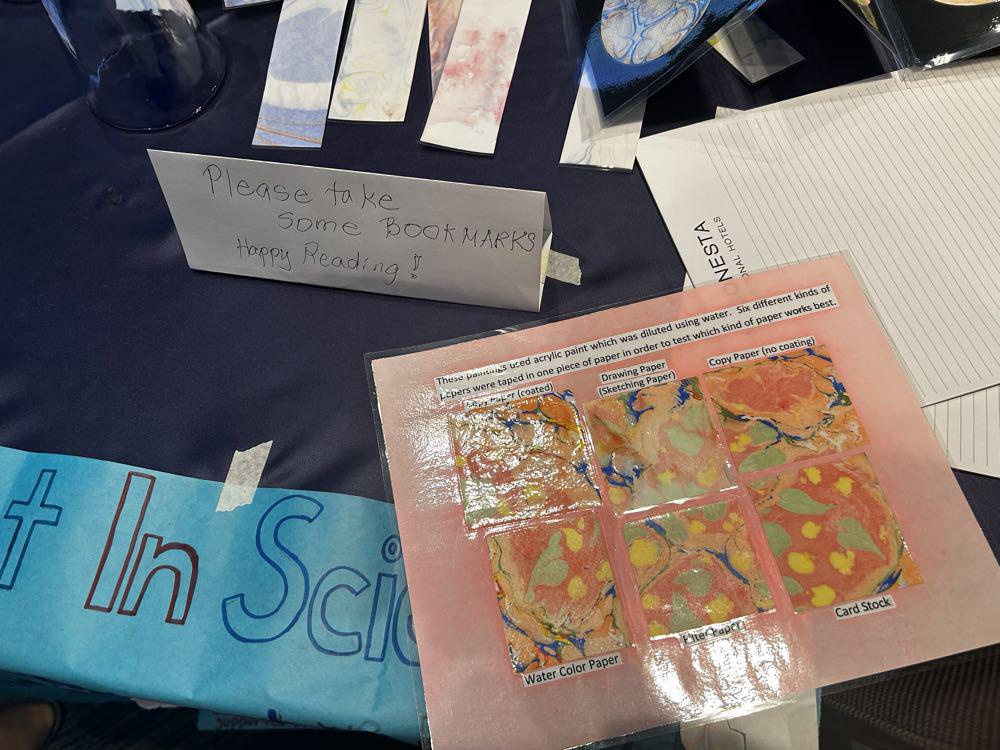 Please take
some BOOKMARKS
Happy Reading!
NESTA
ONAL HOTELS
These paintings used acrylic paint which was diluted using water. Six different kinds of
papers were taped in one piece of paper in order to test which kind of paper works best.
Copy Paper (coated)
Drawing Paper
(Sketching Paper)
Copy Paper (no coating)
Water Color Paper
Filter Paper
Card Stock
t In Sci